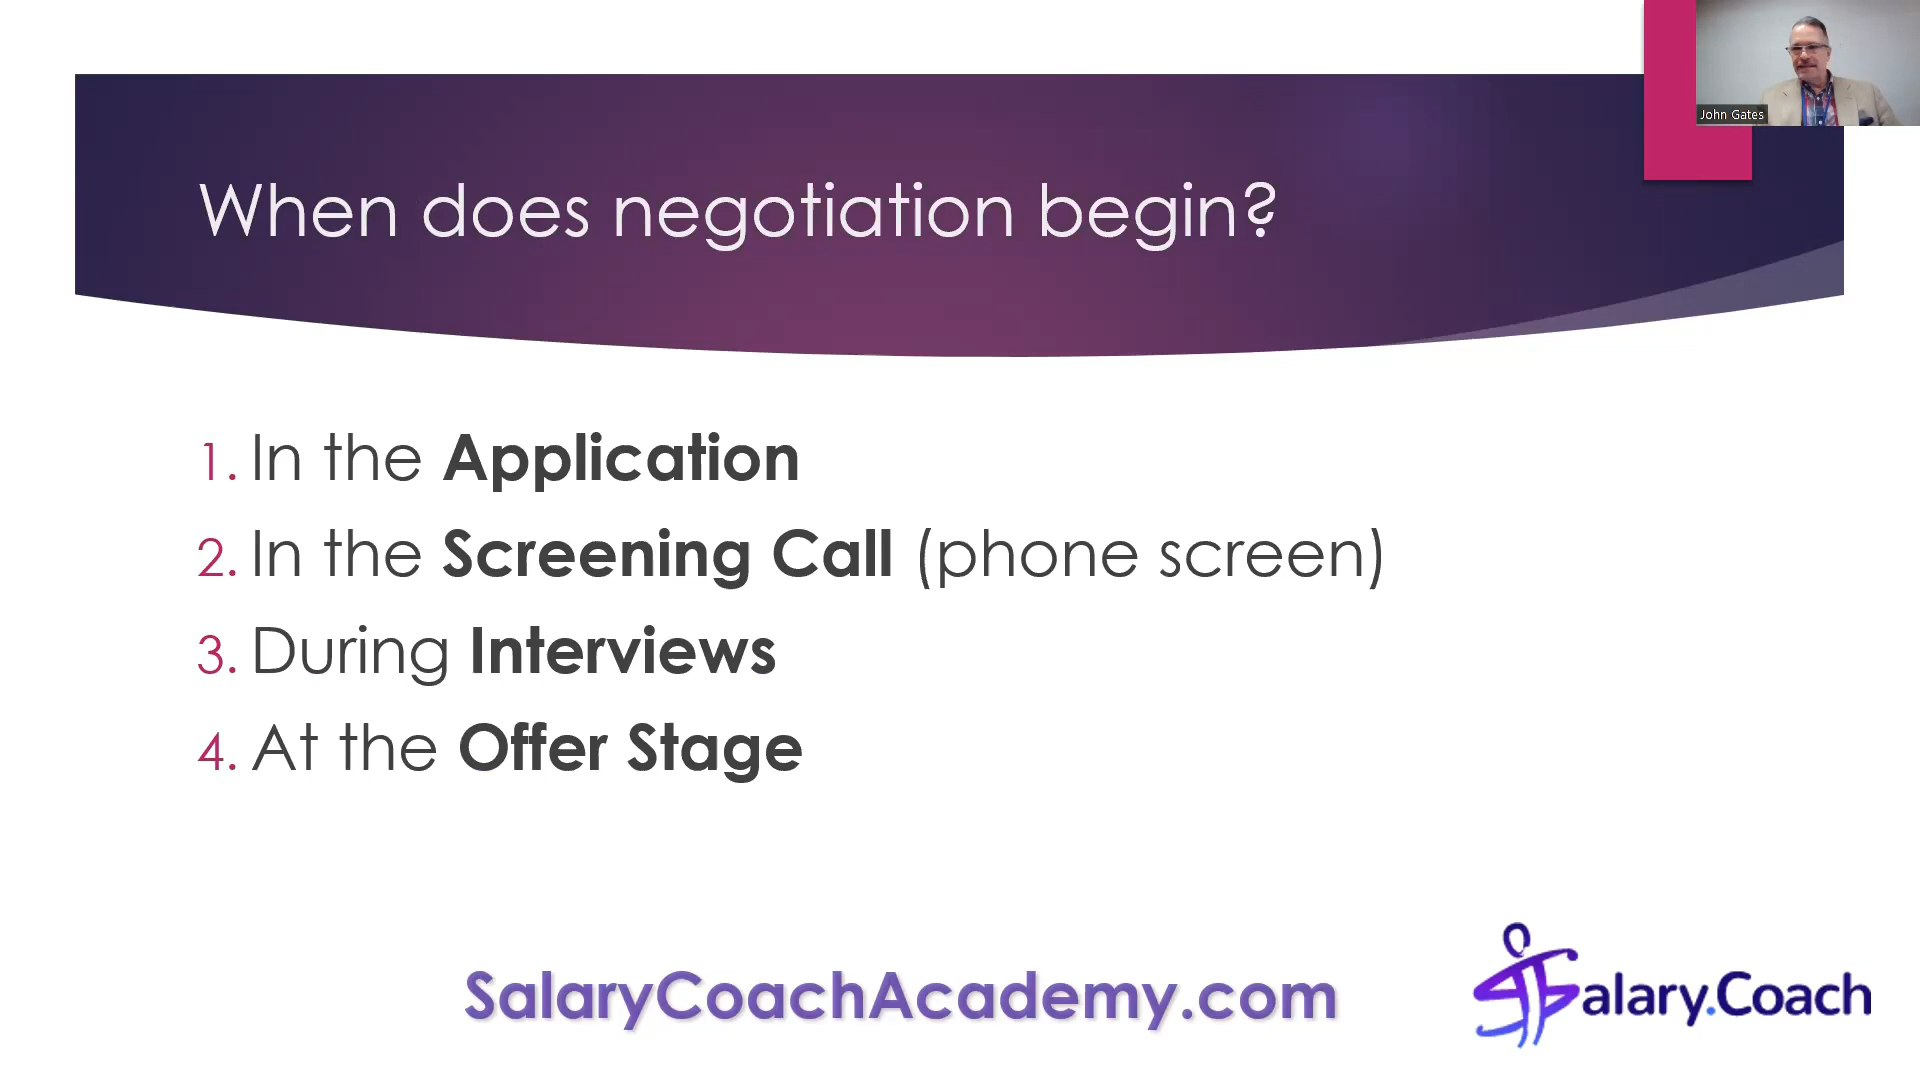 John Gates
When does negotiation begin?
1. In the Application
2. In the Screening Call (phone screen)
3. During Interviews
4. At the Offer Stage
SalaryCoachAcademy.com
Salary.Coach